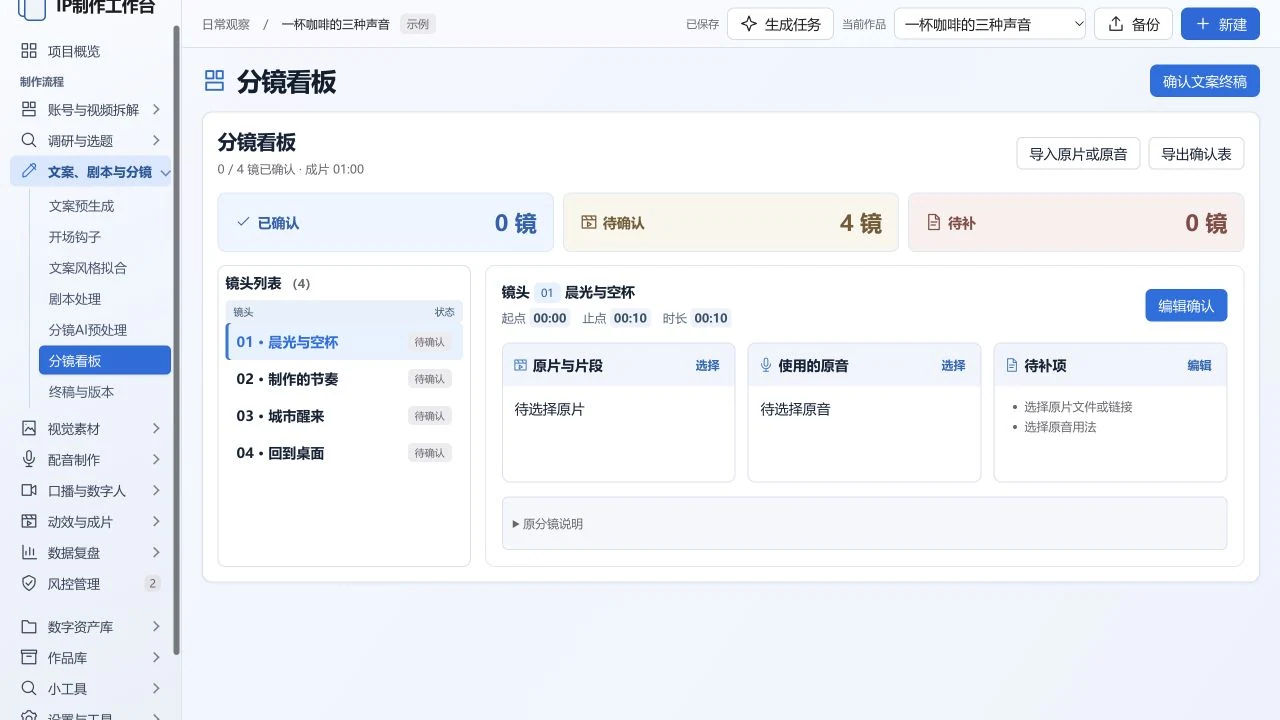 IP制作工作台
项目概览
制作流程
账号与视频拆解
调研与选题
文案、剧本与分镜
文案预生成
开场钩子
文案风格拟合
剧本处理
分镜AI预处理
分镜看板
终稿与版本
视觉素材
配音制作
口播与数字人
动效与成片
数据复盘
风控管理 2
数字资产库
作品库
小工具
设置与工具
日常观察 / 一杯咖啡的三种声音 示例
已保存 生成任务 当前作品 一杯咖啡的三种声音 备份 新建
分镜看板 确认文案终稿
分镜看板
0 / 4 镜已确认 · 成片 01:00
导入原片或原音 导出确认表
已确认 0 镜 待确认 4 镜 待补 0 镜
镜头列表 (4)
镜头 状态
01 · 晨光与空杯 待确认
02 · 制作的节奏 待确认
03 · 城市醒来 待确认
04 · 回到桌面 待确认
镜头 01 晨光与空杯
起点 00:00 止点 00:10 时长 00:10
编辑确认
原片与片段 选择
待选择原片
使用的原音 选择
待选择原音
待补项 编辑
• 选择原片文件或链接
• 选择原音用法
▶ 原分镜说明